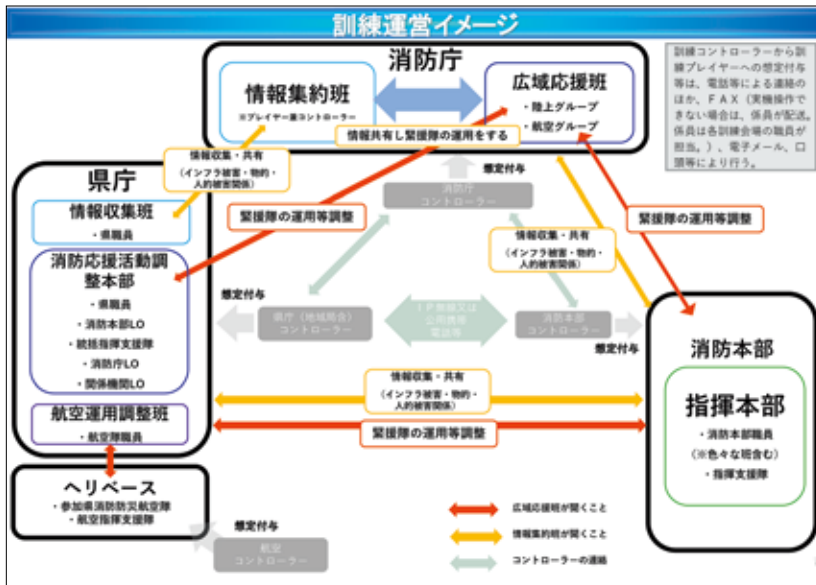 訓練運営イメージ
消防庁
情報集約班
※プレイヤー兼コントローラー
広域応援班
・陸上グループ
・航空グループ
情報共有し緊援隊の運用をする
訓練コントローラーから訓
練プレイヤーへの想定付与
等は、電話等による連絡の
ほか、FAX(実機操作で
きない場合は、係員が配送。
係員は各訓練会場の職員が
担当。)、電子メール、口
頭等により行う。
情報収集・共有
(インフラ被害・物的・
人的被害関係)
想定付与
消防庁
コントローラー
県庁
情報収集班
・県職員
緊援隊の運用等調整
緊援隊の運用等調整
情報収集・共有
(インフラ被害・物的・
人的被害関係)
消防応援活動調
整本部
・県職員
・消防本部LO
・統括指揮支援隊
・消防庁LO
・関係機関LO
想定付与
コントローラー
IP無線又は
公用携帯
電話等
消防本部
コントローラー
想定付与
消防本部
指揮本部
・消防本部職員
(※色々な班含む)
・指揮支援隊
情報収集・共有
(インフラ被害・物的・
人的被害関係)
緊援隊の運用等調整
航空運用調整班
・航空隊職員
ヘリベース
・参加県消防防災航空隊
・航空指揮支援隊
想定付与
航空
コントローラー
広域応援班が聞くこと
情報集約班が聞くこと
コントローラーの連絡